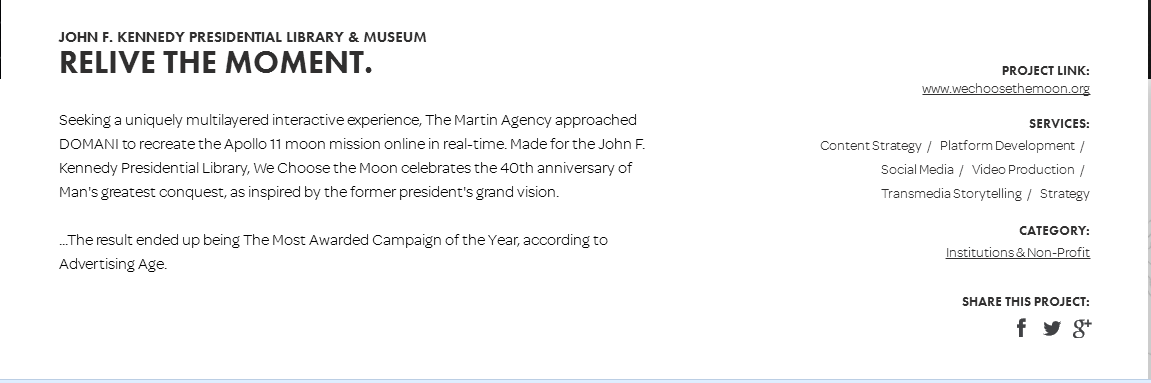 JOHN F. KENNEDY PRESIDENTIAL LIBRARY & MUSEUM
RELIVE THE MOMENT.
Seeking a uniquely multilayered interactive experience, The Martin Agency approached
DOMANI to recreate the Apollo 11 moon mission online in real-time. Made for the John F.
Kennedy Presidential Library, We Choose the Moon celebrates the 40th anniversary of
Man's greatest conquest, as inspired by the former president's grand vision.
...The result ended up being The Most Awarded Campaign of the Year, according to
Advertising Age.
PROJECT LINK:
www.wechoosethemoon.org
SERVICES:
Content Strategy / Platform Development /
Social Media / Video Production /
Transmedia Storytelling / Strategy
CATEGORY:
Institutions & Non-Profit
SHARE THIS PROJECT: